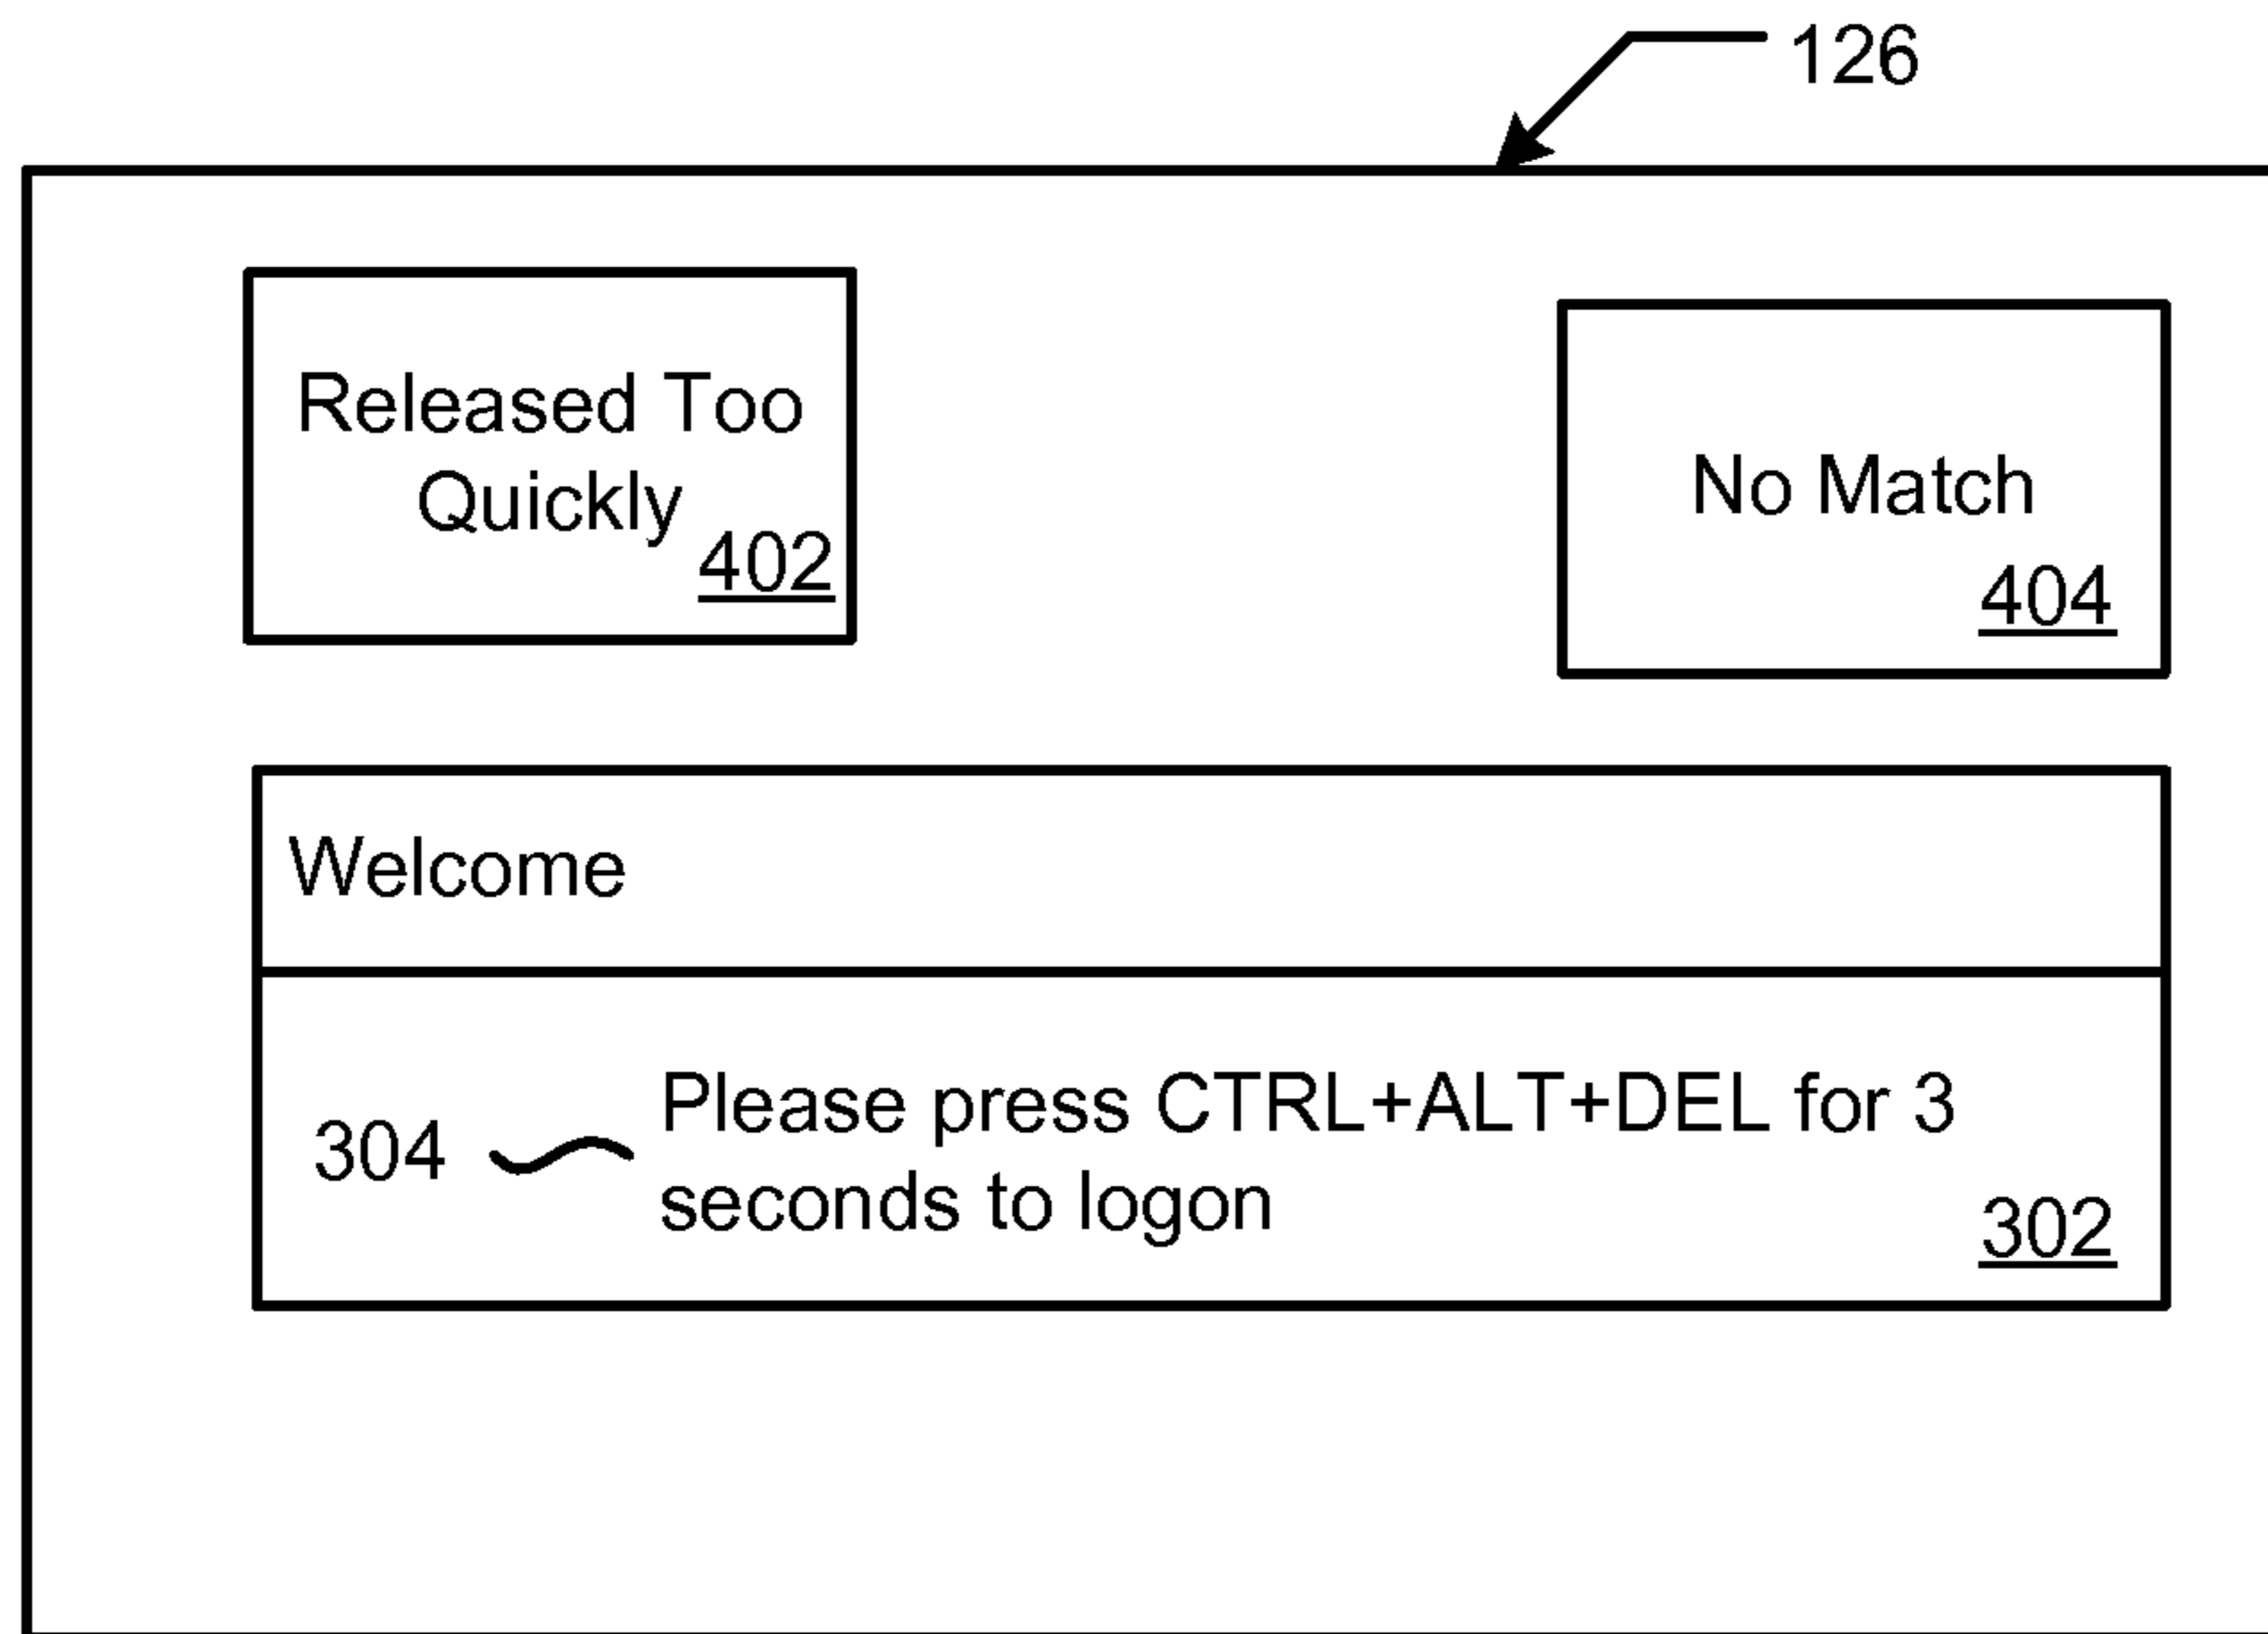 126
Released Too
Quickly
402
No Match
404
Welcome
304
Please press CTRL+ALT+DEL for 3
seconds to logon
302